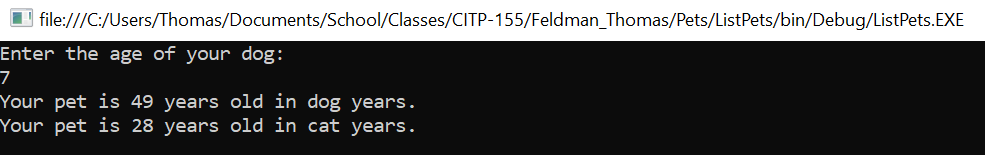 file:///C:/Users/Thomas/Documents/School/Classes/CITP-155/Feldman_Thomas/Pets/ListPets/bin/Debug/ListPets.EXE
Enter the age of your dog:
7
Your pet is 49 years old in dog years.
Your pet is 28 years old in cat years.